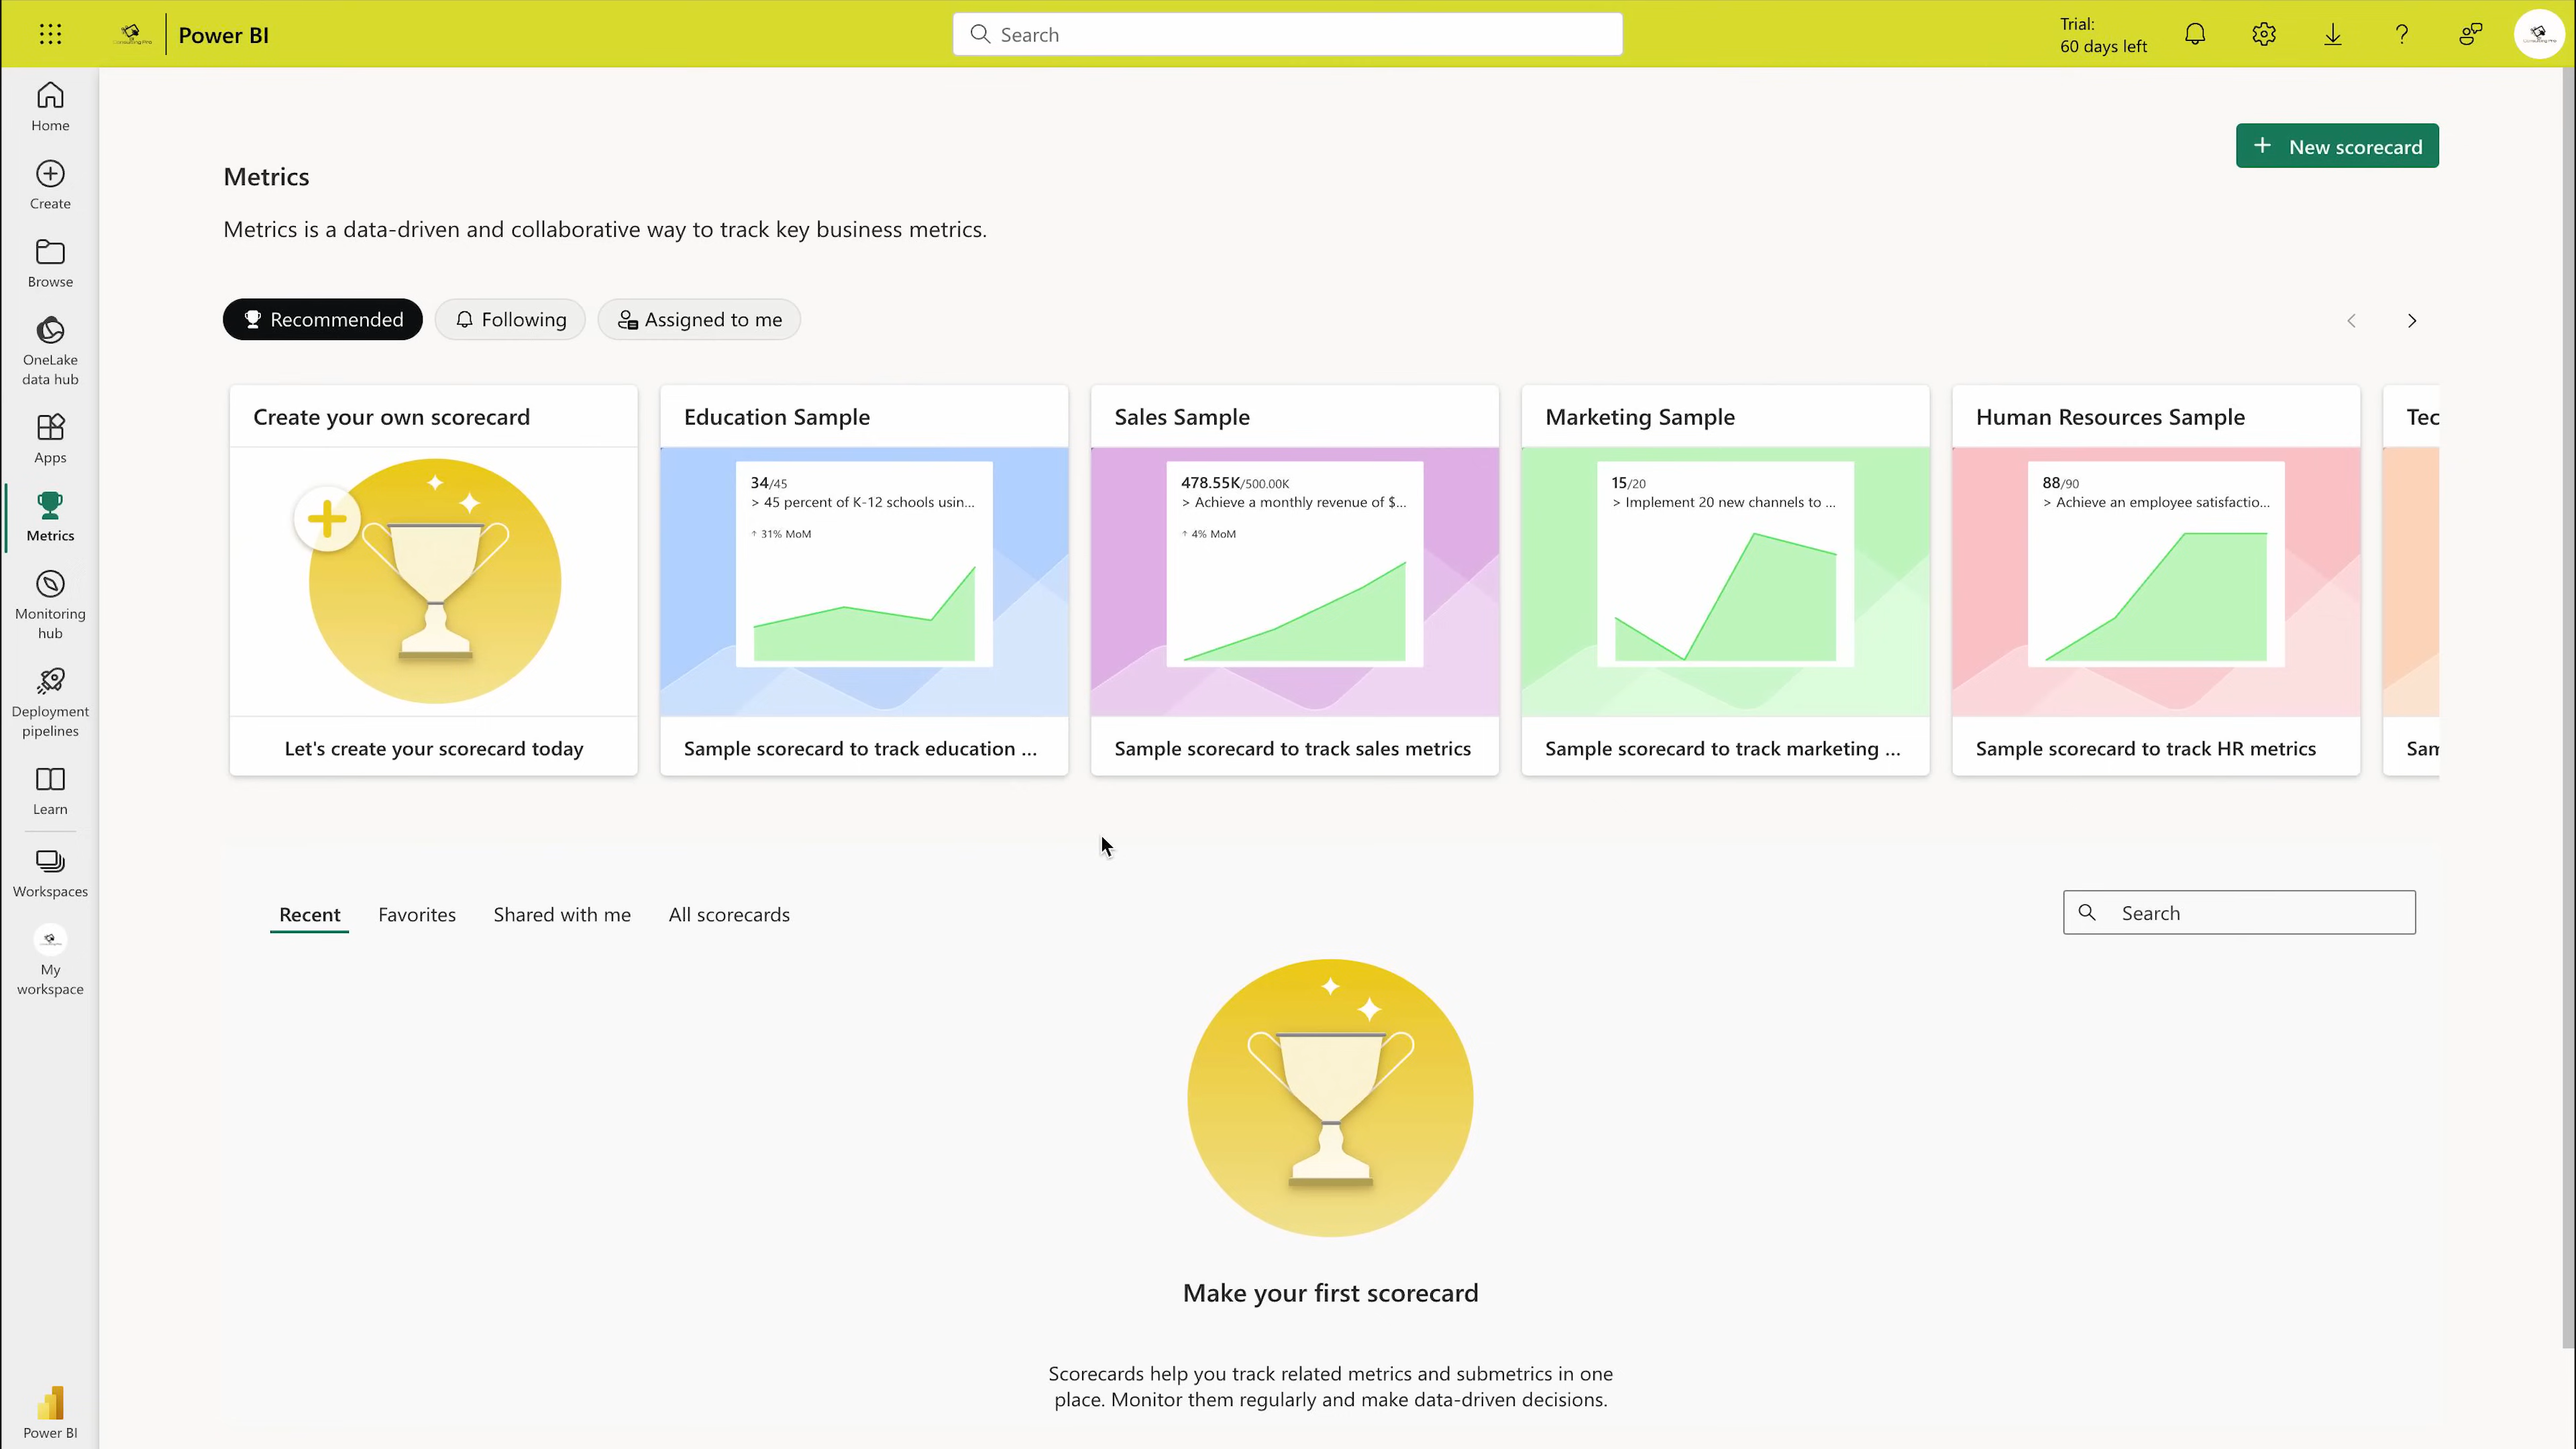 Power BI
Search
Trial:
60 days left
Home
Create
Browse
OneLake
data hub
Apps
Metrics
Monitoring
hub
Deployment
pipelines
Learn
Workspaces
My
workspace
Power BI
Metrics
+ New scorecard
Metrics is a data-driven and collaborative way to track key business metrics.
Recommended
Following
Assigned to me
Create your own scorecard
Let's create your scorecard today
Education Sample
34/45
> 45 percent of K-12 schools usin...
↑ 31% MoM
Sample scorecard to track education ...
Sales Sample
478.55K/500.00K
> Achieve a monthly revenue of $...
↑ 4% MoM
Sample scorecard to track sales metrics
Marketing Sample
15/20
> Implement 20 new channels to ...
Sample scorecard to track marketing ...
Human Resources Sample
88/90
> Achieve an employee satisfactio...
Sample scorecard to track HR metrics
Tec
Sam
Recent
Favorites
Shared with me
All scorecards
Search
Make your first scorecard
Scorecards help you track related metrics and submetrics in one
place. Monitor them regularly and make data-driven decisions.